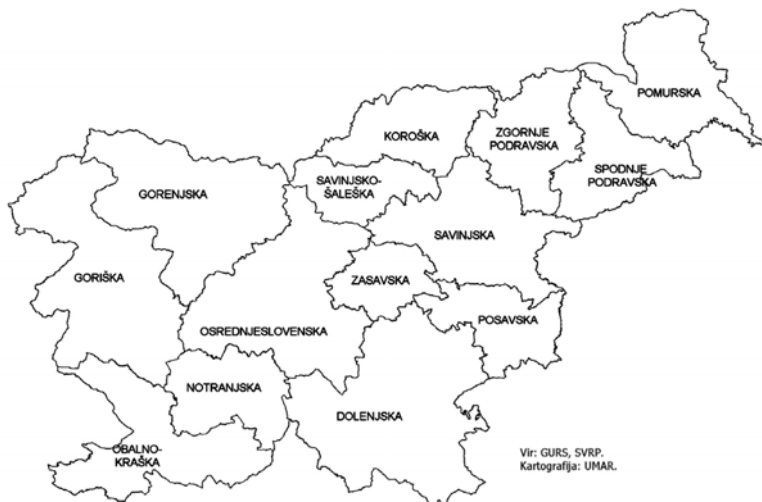 POMURSKA
KOROŠKA
ZGORNJE
PODRAVSKA
SPODNJE
PODRAVSKA
SAVINJSKO-
ŠALEŠKA
GORENJSKA
SAVINJSKA
GORIŠKA
ZASAVSKA
POSAVSKA
OSREDNJESLOVENSKA
NOTRANJSKA
DOLENJSKA
OBALNO-
KRAŠKA
Vir: GURS, SVRP.
Kartografija: UMAR.